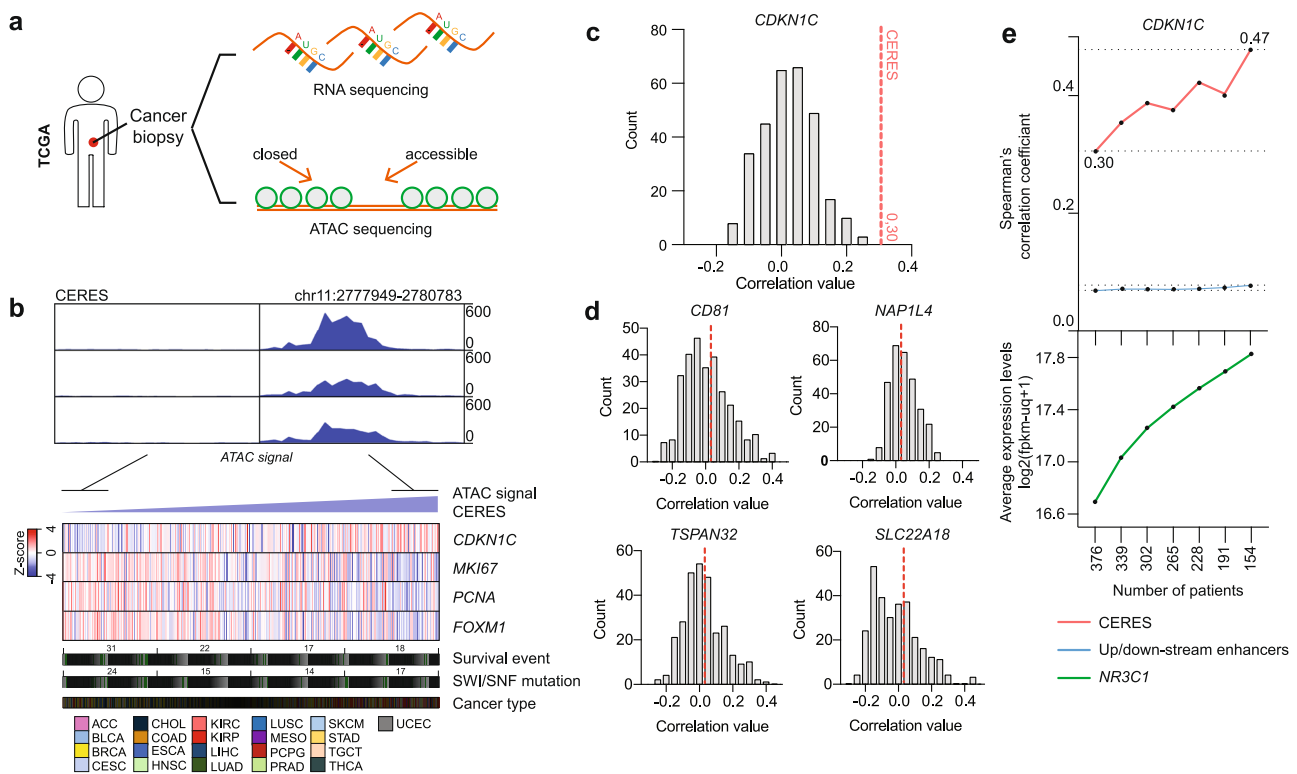 a
TCGA
Cancer
biopsy
A
U
G
C
A
U
G
C
A
U
G
C
RNA sequencing
closed
accessible
ATAC sequencing
b
CERES
chr11:2777949-2780783
600
0
600
0
600
0
ATAC signal
ATAC signal
CERES
Z-score
4
0
-4
CDKN1C
MKI67
PCNA
FOXM1
31 22 17 18
Survival event
24 15 14 17
SWI/SNF mutation
Cancer type
ACC CHOL KIRC LUSC SKCM UCEC
BLCA COAD KIRP MESO STAD
BRCA ESCA LIHC PCPG TGCT
CESC HNSC LUAD PRAD THCA
c
CDKN1C
CERES
0,30
Count
80
60
40
20
0
-0.2 0.0 0.2 0.4
Correlation value
d
CD81
Count
50
40
30
20
10
0
-0.2 0.0 0.2 0.4
Correlation value
NAP1L4
Count
80
60
40
20
0
-0.2 0.0 0.2 0.4
Correlation value
TSPAN32
Count
60
40
20
0
-0.2 0.0 0.2 0.4
Correlation value
SLC22A18
Count
60
40
20
0
-0.2 0.0 0.2 0.4
Correlation value
e
CDKN1C
0.47
0.30
Spearman's
correlation coefficient
0.4
0.2
0.0
Average expression levels
log2(fpkm-uq+1)
17.8
17.4
17.0
16.6
376 339 302 265 228 191 154
Number of patients
CERES
Up/down-stream enhancers
NR3C1